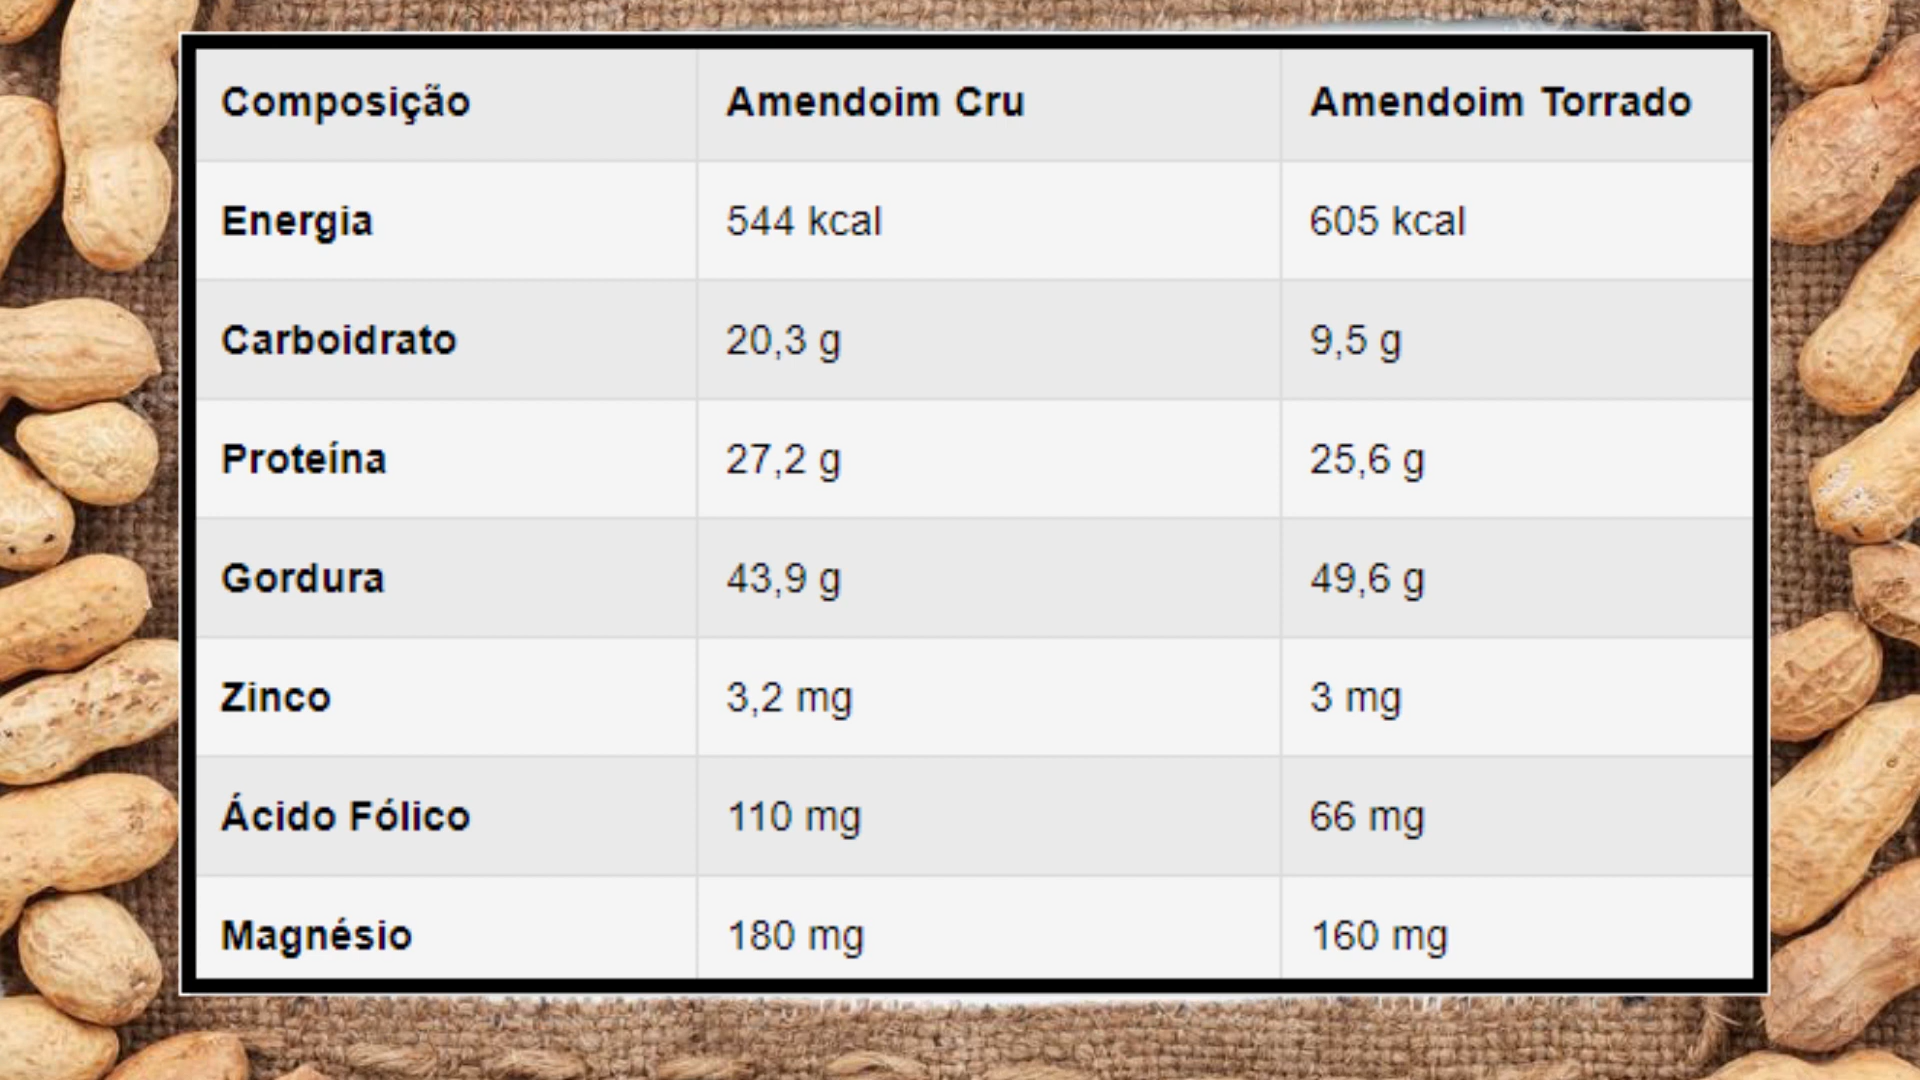 Composição Amendoim Cru Amendoim Torrado
Energia 544 kcal 605 kcal
Carboidrato 20,3 g 9,5 g
Proteína 27,2 g 25,6 g
Gordura 43,9 g 49,6 g
Zinco 3,2 mg 3 mg
Ácido Fólico 110 mg 66 mg
Magnésio 180 mg 160 mg